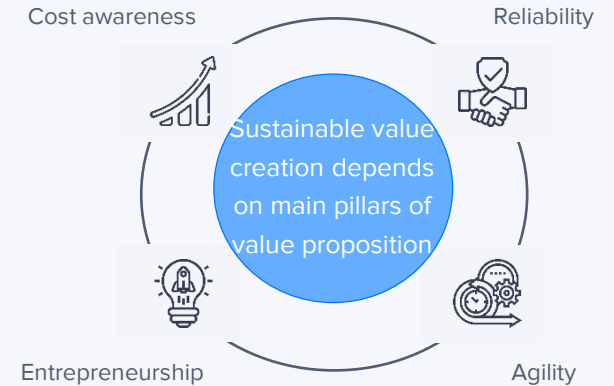 Cost awareness
Reliability
Sustainable value
creation depends
on main pillars of
value proposition
Entrepreneurship
Agility